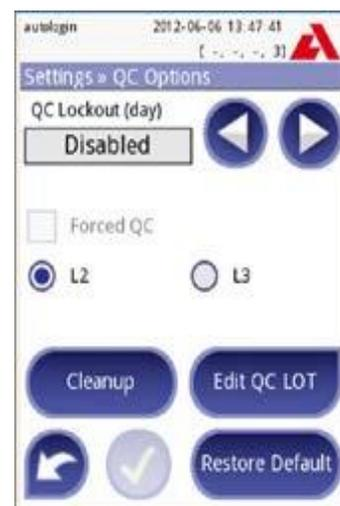 autologin 2012-06-06 13:47:41
[ -, -, -, 3]
Settings » QC Options
QC Lockout (day)
Disabled
Forced QC
L2 L3
Cleanup Edit QC LOT
Restore Default